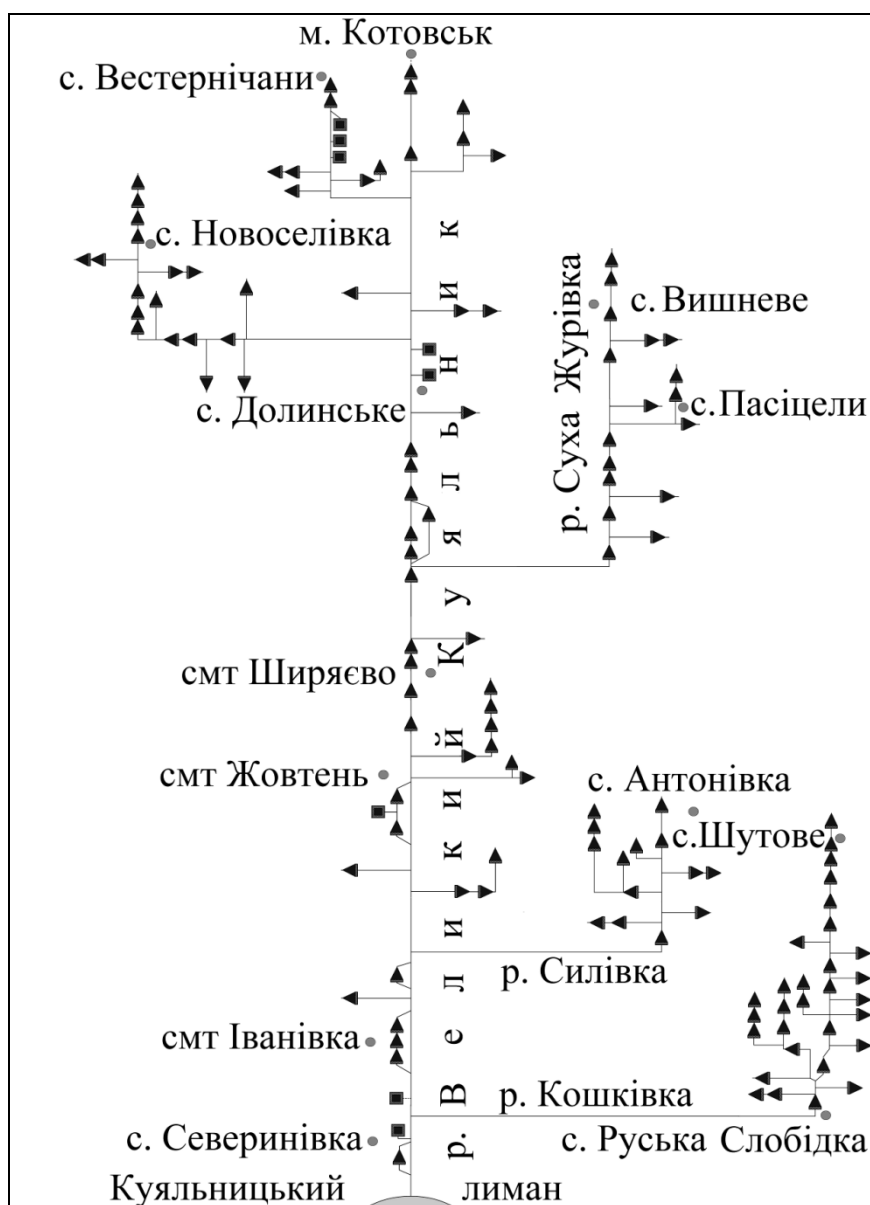 м. Котовськ
с. Вестернічани
с. Новоселівка
с. Вишневе
с.Пасіцели
р. Суха Журівка
с. Долинське
смт Ширяєво
смт Жовтень
с. Антонівка
с.Шутове
р. Силівка
смт Іванівка
р. Кошківка
с. Северинівка
с. Руська Слобідка
р. Великий Куяльник
Куяльницький лиман